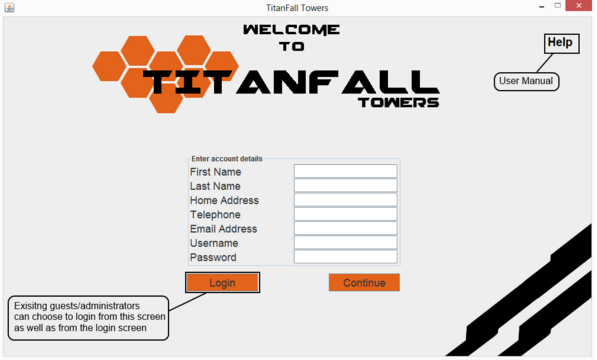 TitanFall Towers
WELCOME
TO
TITANFALL
TOWERS
Help
User Manual
Enter account details
First Name
Last Name
Home Address
Telephone
Email Address
Username
Password
Login
Continue
Exisitng guests/administrators
can choose to login from this screen
as well as from the login screen